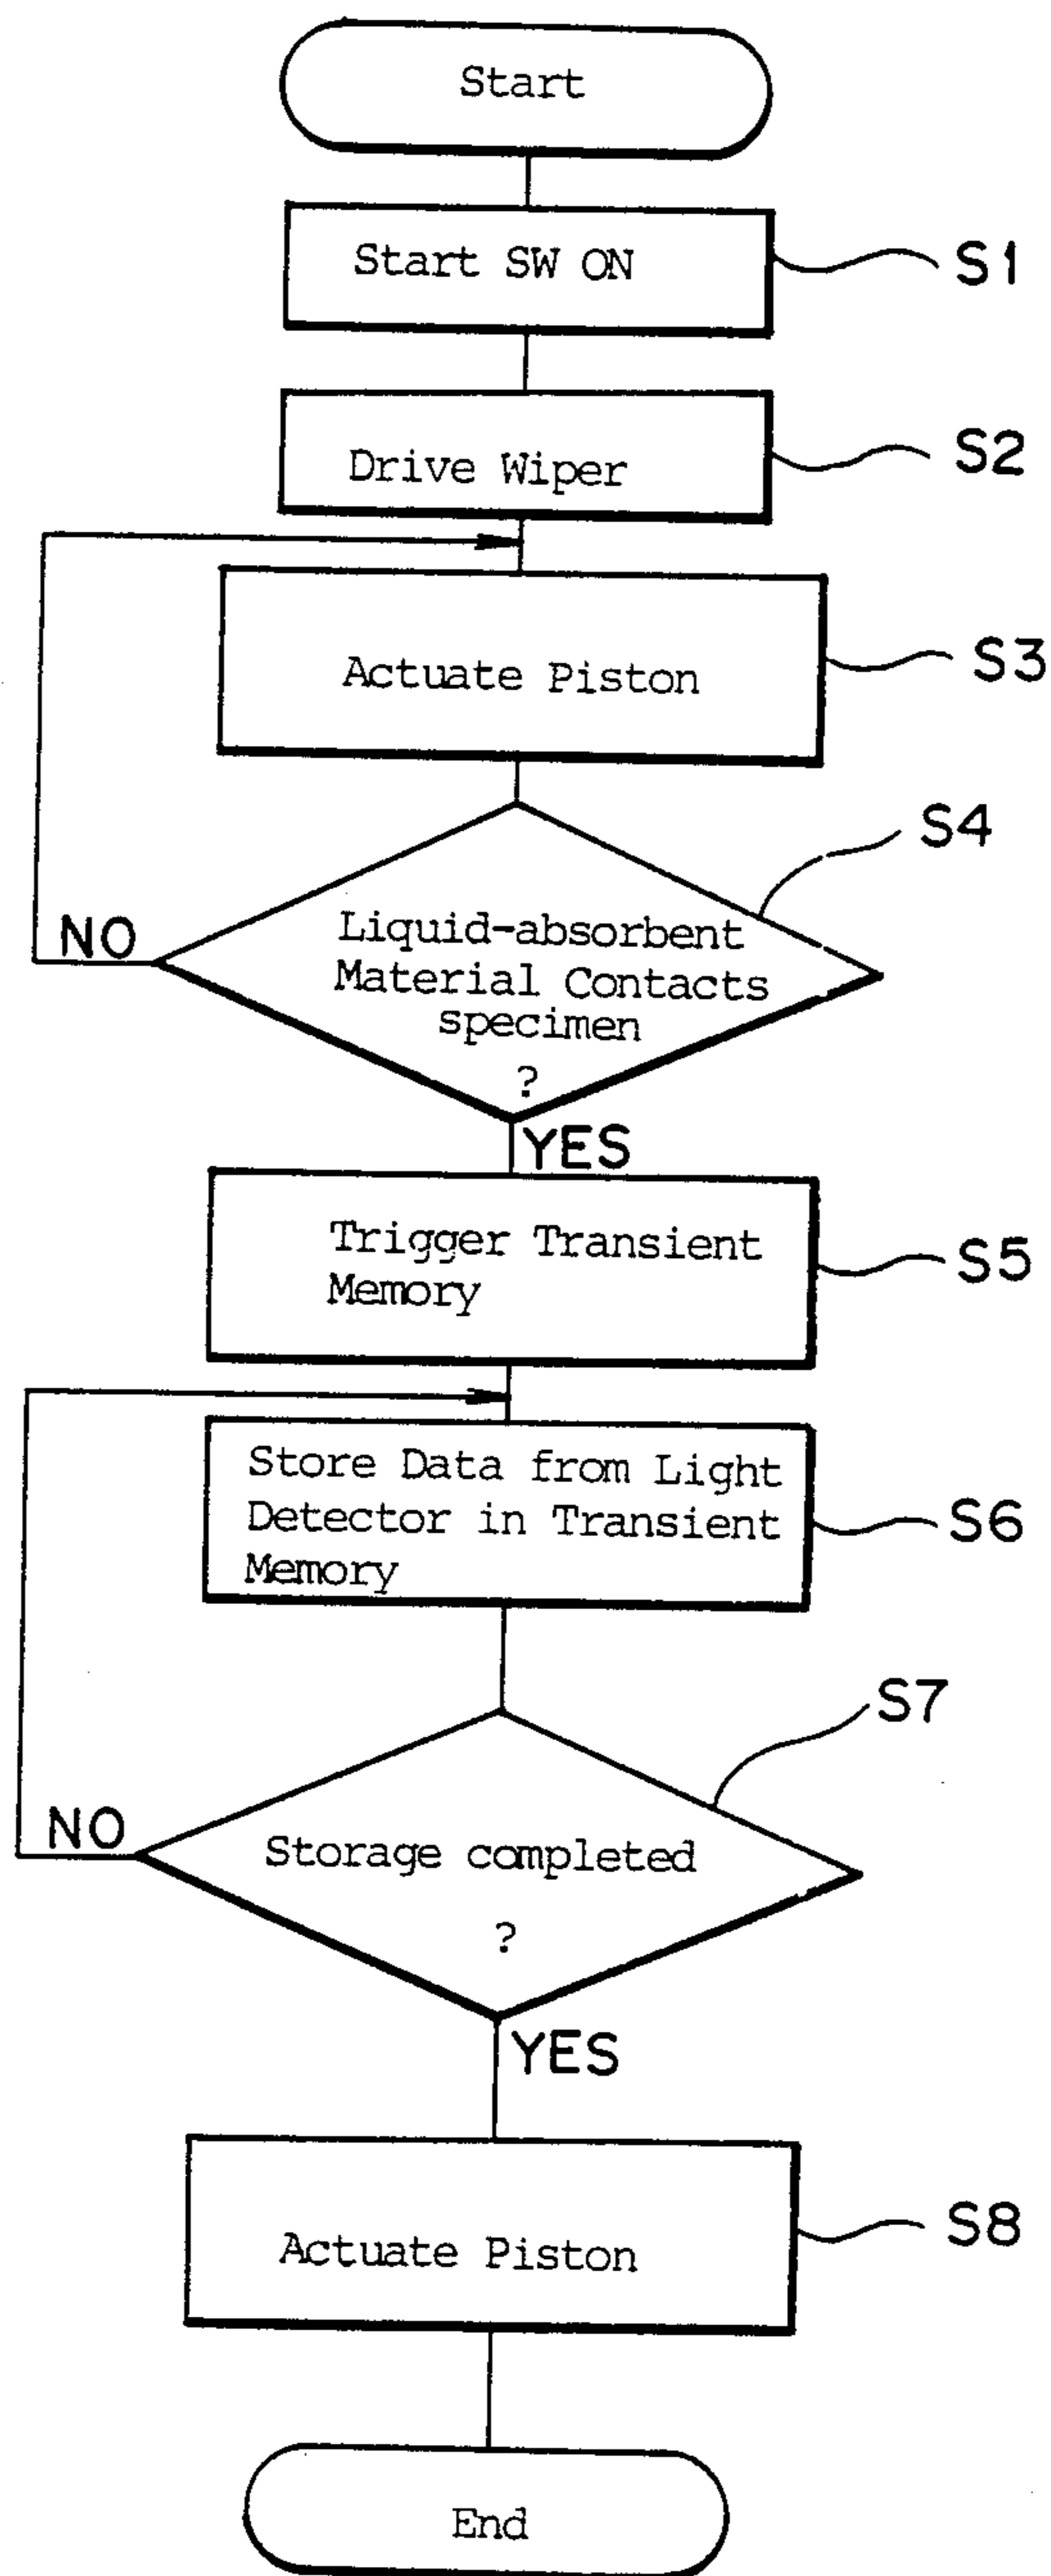 Start
Start SW ON
S1
Drive Wiper
S2
Actuate Piston
S3
S4
Liquid-absorbent
Material Contacts
specimen
?
NO
YES
Trigger Transient
Memory
S5
Store Data from Light
Detector in Transient
Memory
S6
S7
Storage completed
?
NO
YES
Actuate Piston
S8
End